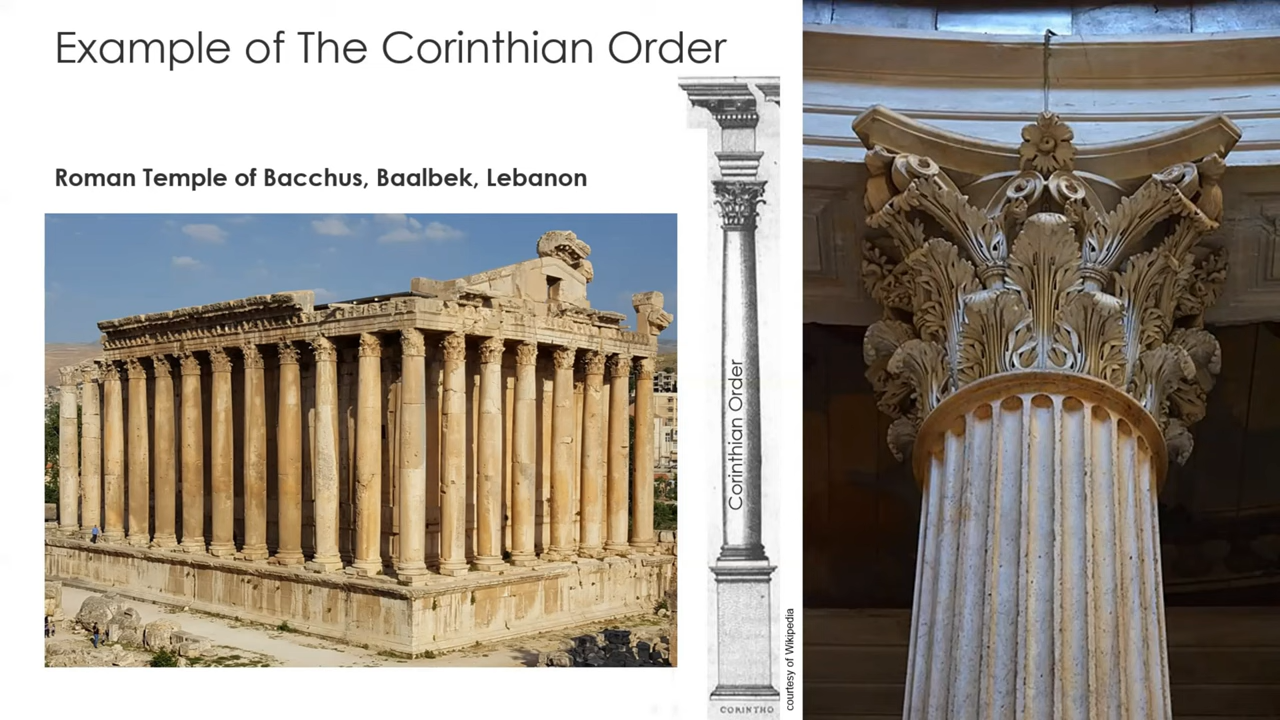 Example of The Corinthian Order
Roman Temple of Bacchus, Baalbek, Lebanon
Corinthian Order
CORINTHO
courtesy of Wikipedia